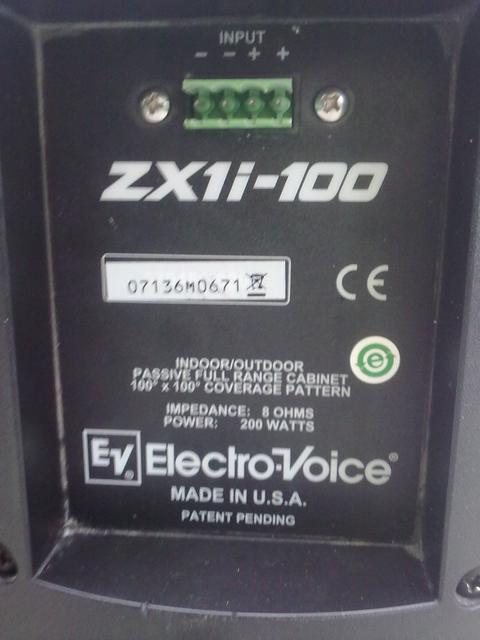 INPUT
- - + +
ZX1i-100
07136M0671
CE
e
INDOOR/OUTDOOR
PASSIVE FULL RANGE CABINET
100° x 100° COVERAGE PATTERN
IMPEDANCE: 8 OHMS
POWER: 200 WATTS
EV® Electro-Voice®
MADE IN U.S.A.
PATENT PENDING